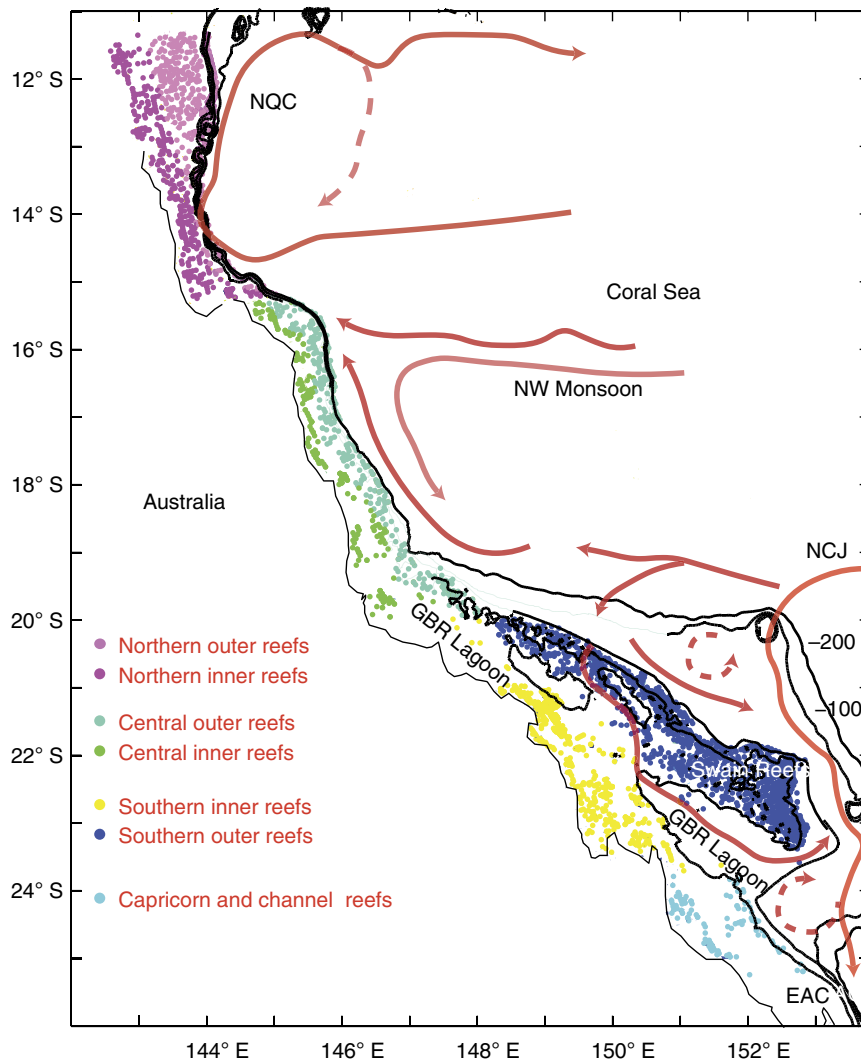 12° S
14° S
16° S
18° S
20° S
22° S
24° S
NQC
Coral Sea
NW Monsoon
Australia
NCJ
GBR Lagoon
–200
–100
Northern outer reefs
Northern inner reefs
Central outer reefs
Central inner reefs
Southern inner reefs
Southern outer reefs
Capricorn and channel reefs
Swain Reefs
GBR Lagoon
EAC
144° E
146° E
148° E
150° E
152° E